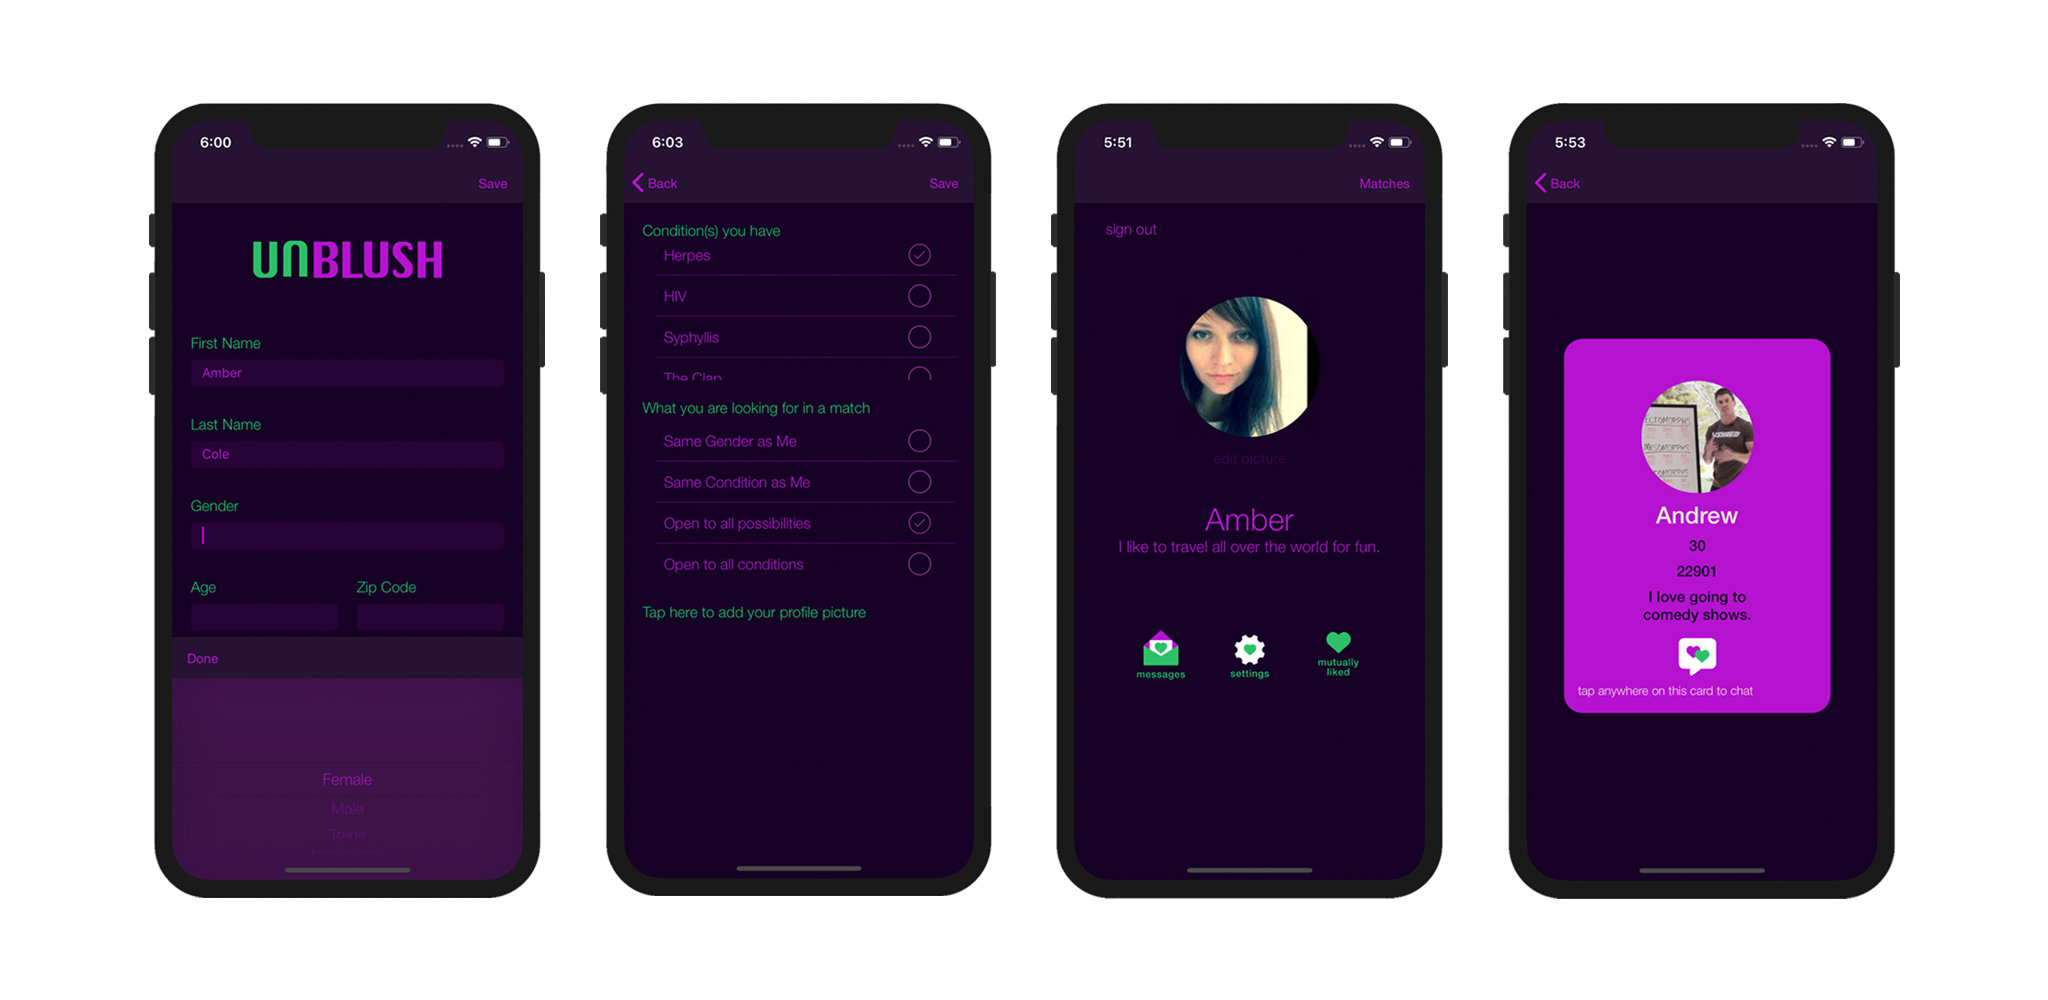 6:00
Save
UNBLUSH
First Name
Amber
Last Name
Cole
Gender
Age Zip Code
Done
Female
Male
Trans
6:03
Back Save
Condition(s) you have
Herpes
HIV
Syphyllis
The Clap
What you are looking for in a match
Same Gender as Me
Same Condition as Me
Open to all possibilities
Open to all conditions
Tap here to add your profile picture
5:51
Matches
sign out
edit picture
Amber
I like to travel all over the world for fun.
messages settings mutually
liked
5:53
Back
ECTOMORPHS
MESOMORPHS
Andrew
30
22901
I love going to
comedy shows.
tap anywhere on this card to chat